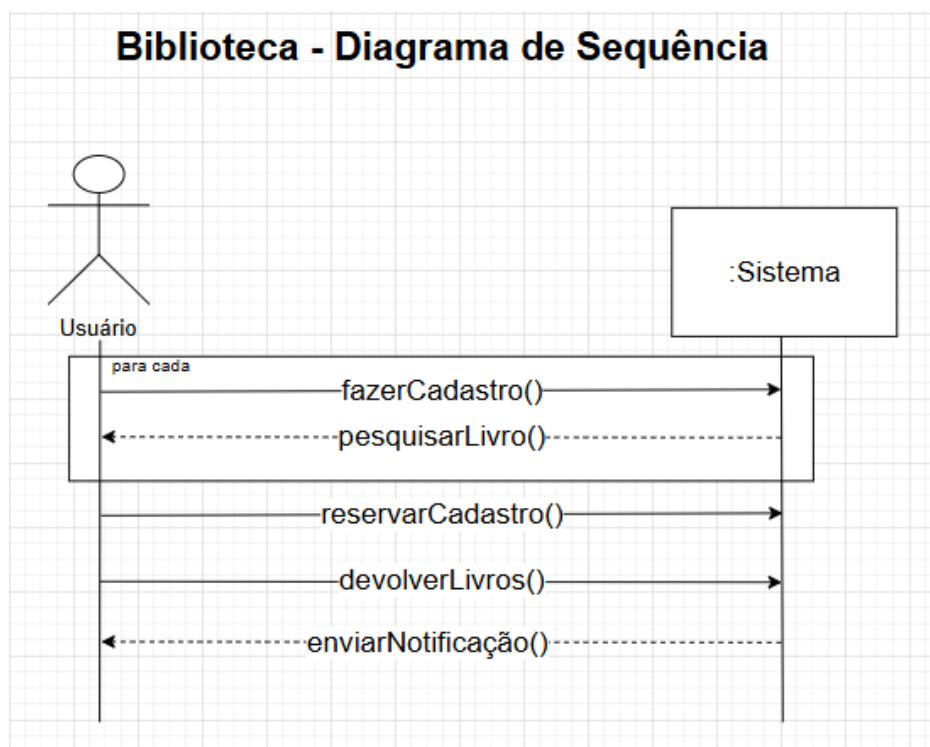 Biblioteca - Diagrama de Sequência
:Sistema
Usuário
para cada
fazerCadastro()
pesquisarLivro()
reservarCadastro()
devolverLivros()
enviarNotificação()